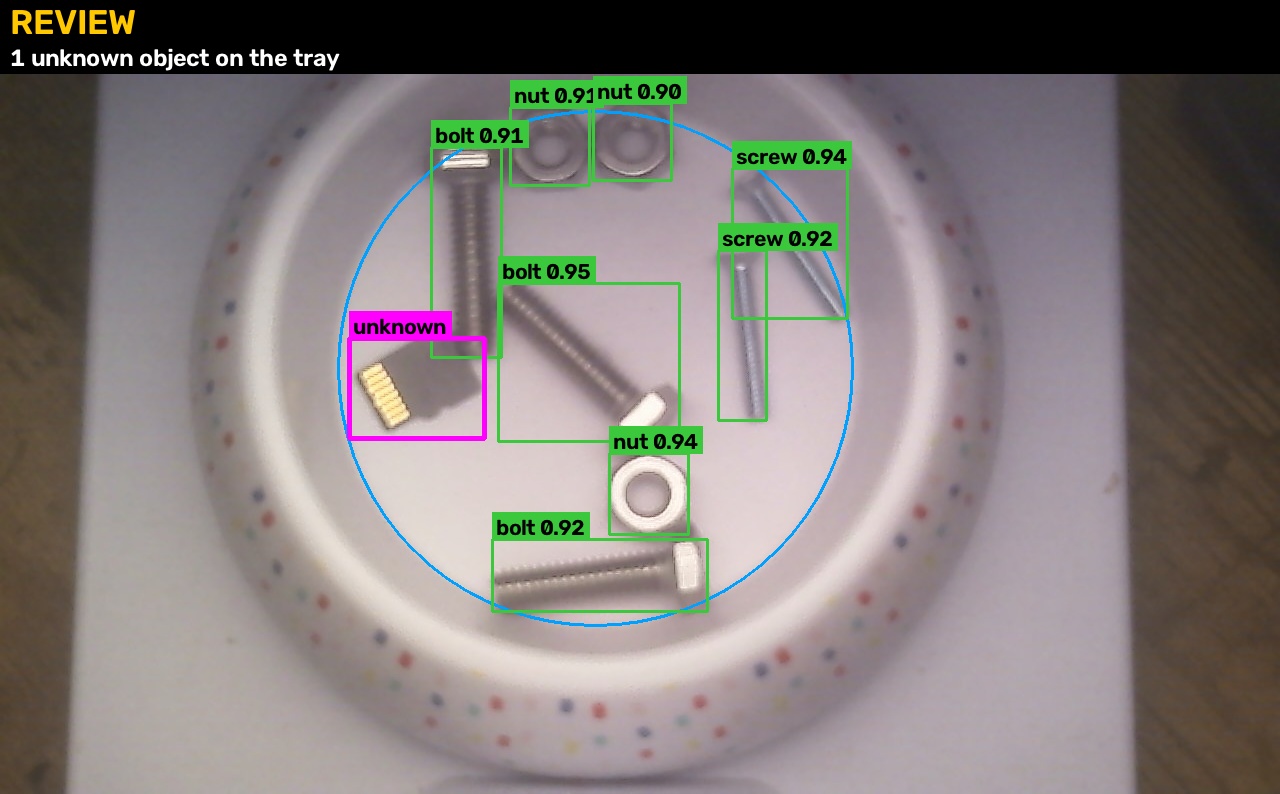 REVIEW
1 unknown object on the tray
nut 0.91
nut 0.90
bolt 0.91
screw 0.94
screw 0.92
bolt 0.95
unknown
nut 0.94
bolt 0.92